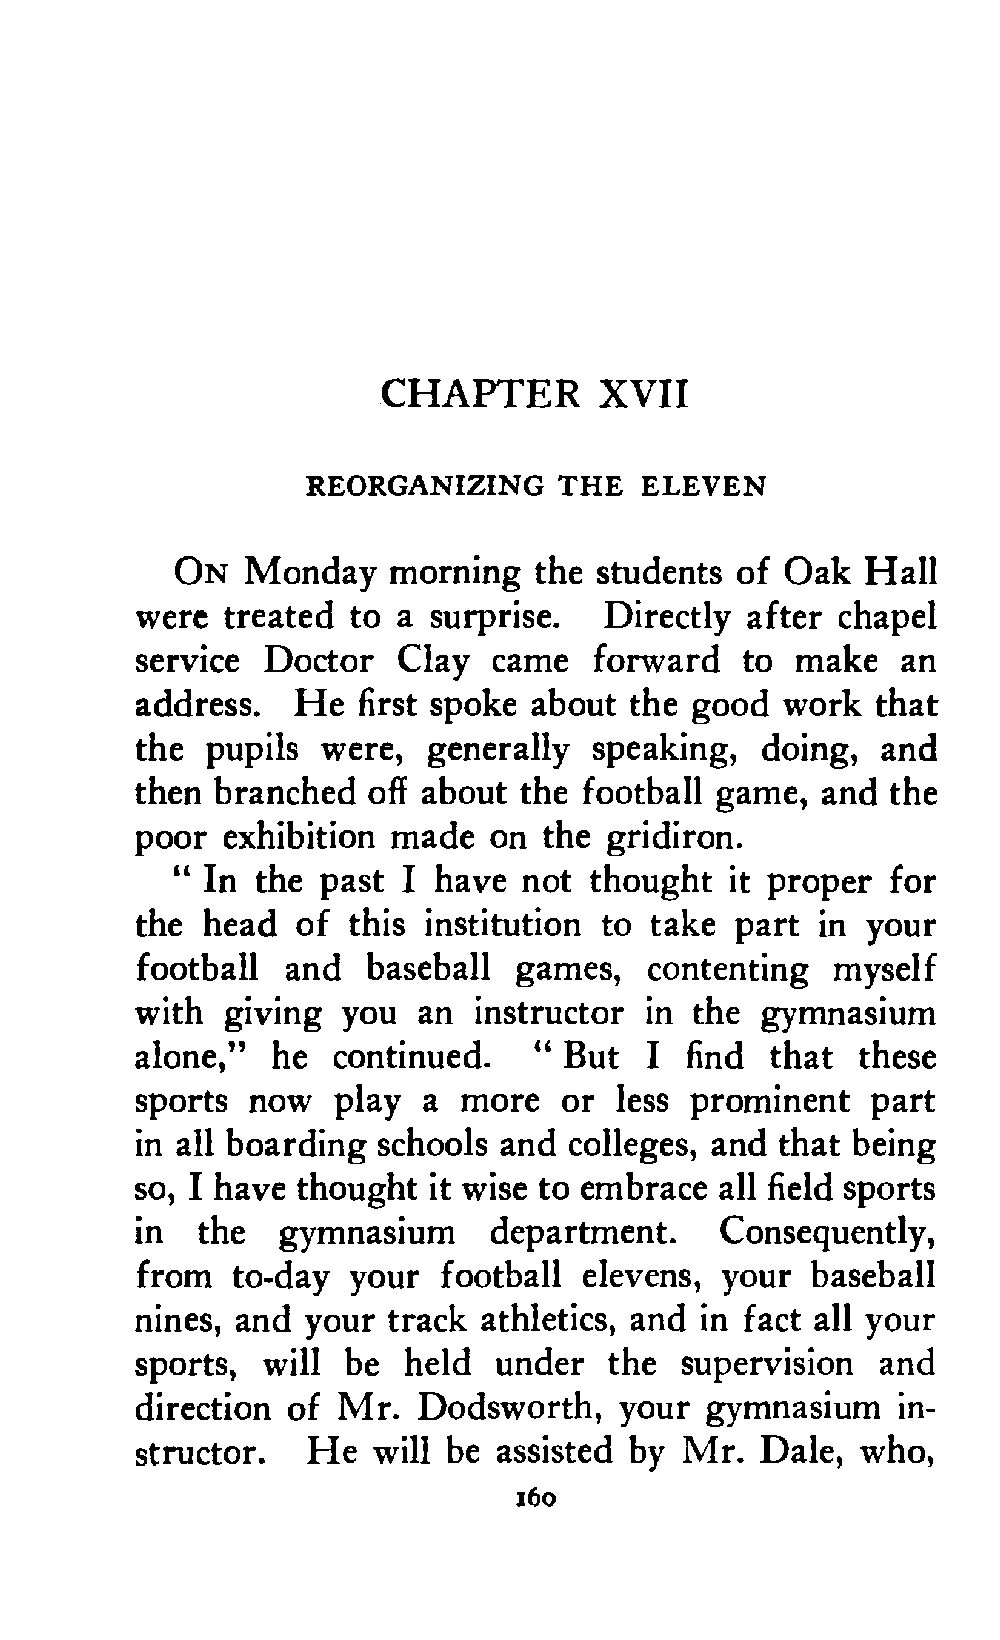 CHAPTER XVII
REORGANIZING THE ELEVEN
ON Monday morning the students of Oak Hall
were treated to a surprise. Directly after chapel
service Doctor Clay came forward to make an
address. He first spoke about the good work that
the pupils were, generally speaking, doing, and
then branched off about the football game, and the
poor exhibition made on the gridiron.
" In the past I have not thought it proper for
the head of this institution to take part in your
football and baseball games, contenting myself
with giving you an instructor in the gymnasium
alone," he continued. " But I find that these
sports now play a more or less prominent part
in all boarding schools and colleges, and that being
so, I have thought it wise to embrace all field sports
in the gymnasium department. Consequently,
from to-day your football elevens, your baseball
nines, and your track athletics, and in fact all your
sports, will be held under the supervision and
direction of Mr. Dodsworth, your gymnasium in-
structor. He will be assisted by Mr. Dale, who,
160